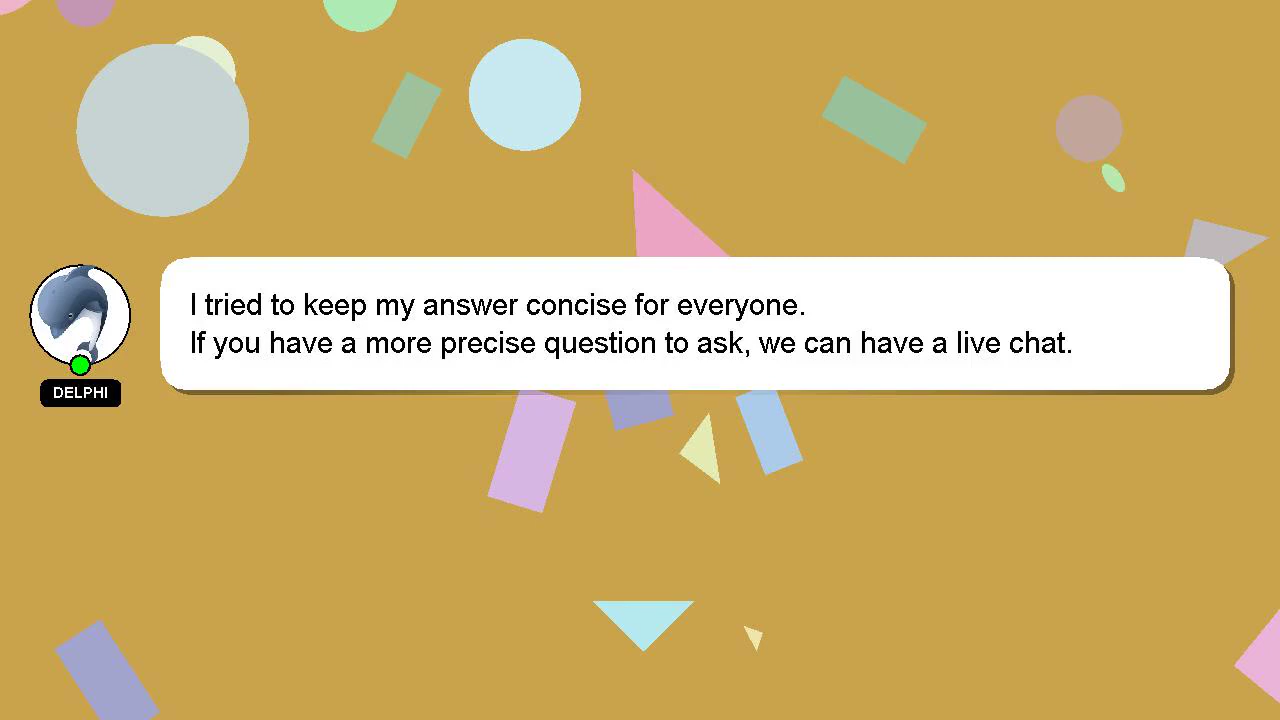 I tried to keep my answer concise for everyone.
If you have a more precise question to ask, we can have a live chat.
DELPHI